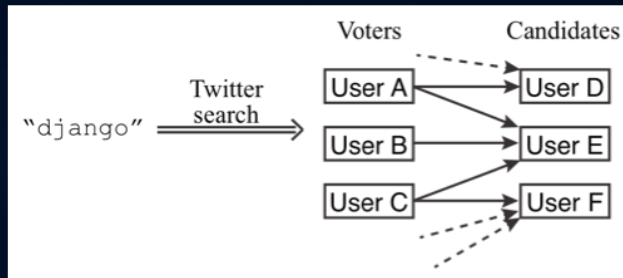 Voters Candidates
Twitter
search
"django"
User A User D
User B User E
User C User F